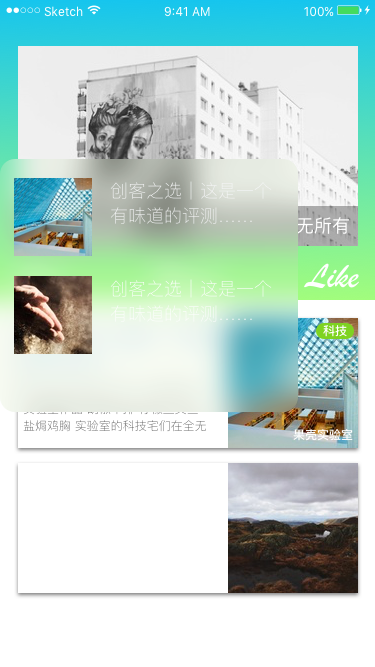 Sketch
9:41 AM
100%
创客之选｜这是一个
有味道的评测……
无所有
Like
创客之选｜这是一个
有味道的评测……
科技
盐焗鸡胸 实验室的科技宅们在全无
果壳实验室